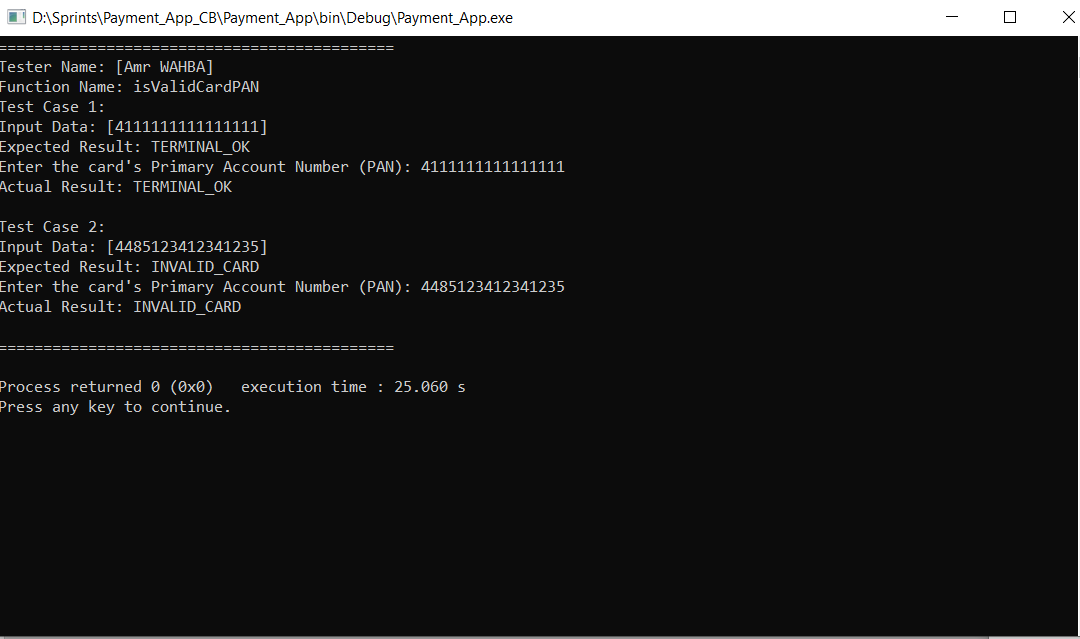 D:\Sprints\Payment_App_CB\Payment_App\bin\Debug\Payment_App.exe
============================================
Tester Name: [Amr WAHBA]
Function Name: isValidCardPAN
Test Case 1:
Input Data: [4111111111111111]
Expected Result: TERMINAL_OK
Enter the card's Primary Account Number (PAN): 4111111111111111
Actual Result: TERMINAL_OK

Test Case 2:
Input Data: [4485123412341235]
Expected Result: INVALID_CARD
Enter the card's Primary Account Number (PAN): 4485123412341235
Actual Result: INVALID_CARD

============================================

Process returned 0 (0x0)   execution time : 25.060 s
Press any key to continue.